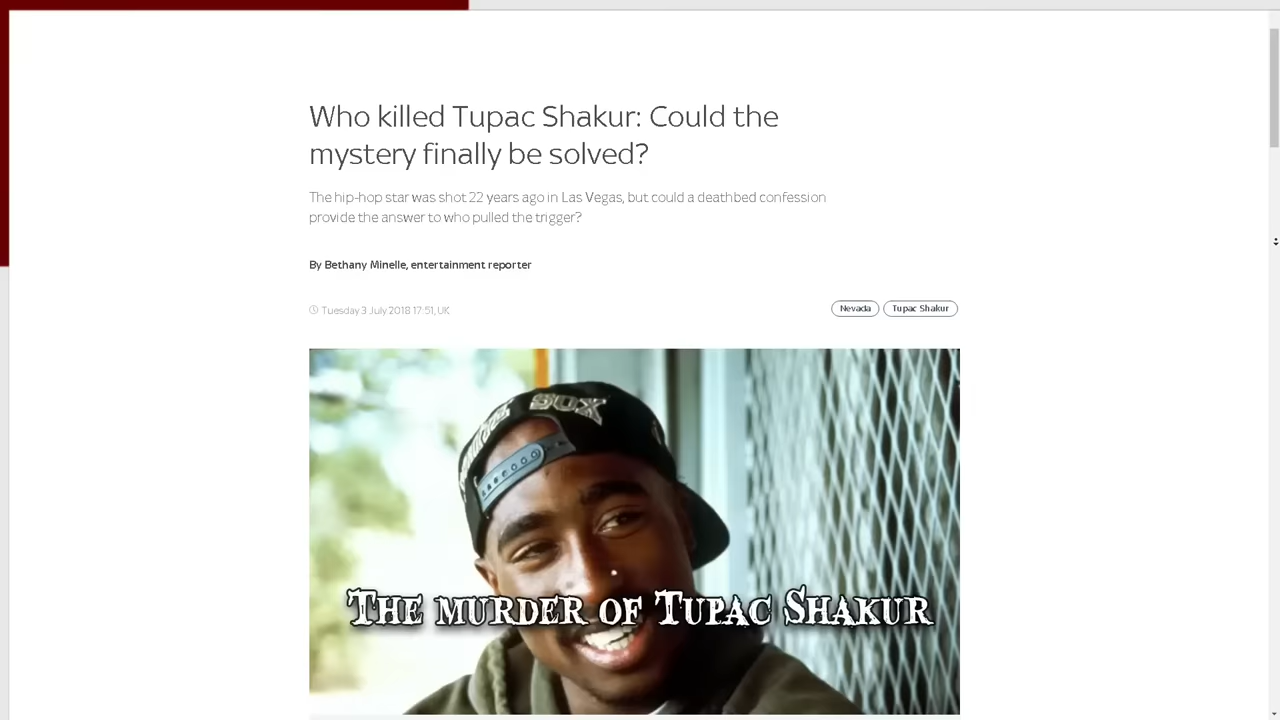 Who killed Tupac Shakur: Could the
mystery finally be solved?
The hip-hop star was shot 22 years ago in Las Vegas, but could a deathbed confession
provide the answer to who pulled the trigger?
By Bethany Minelle, entertainment reporter
Tuesday 3 July 2018 17:51, UK
Nevada
Tupac Shakur
SOX
The murder of Tupac Shakur